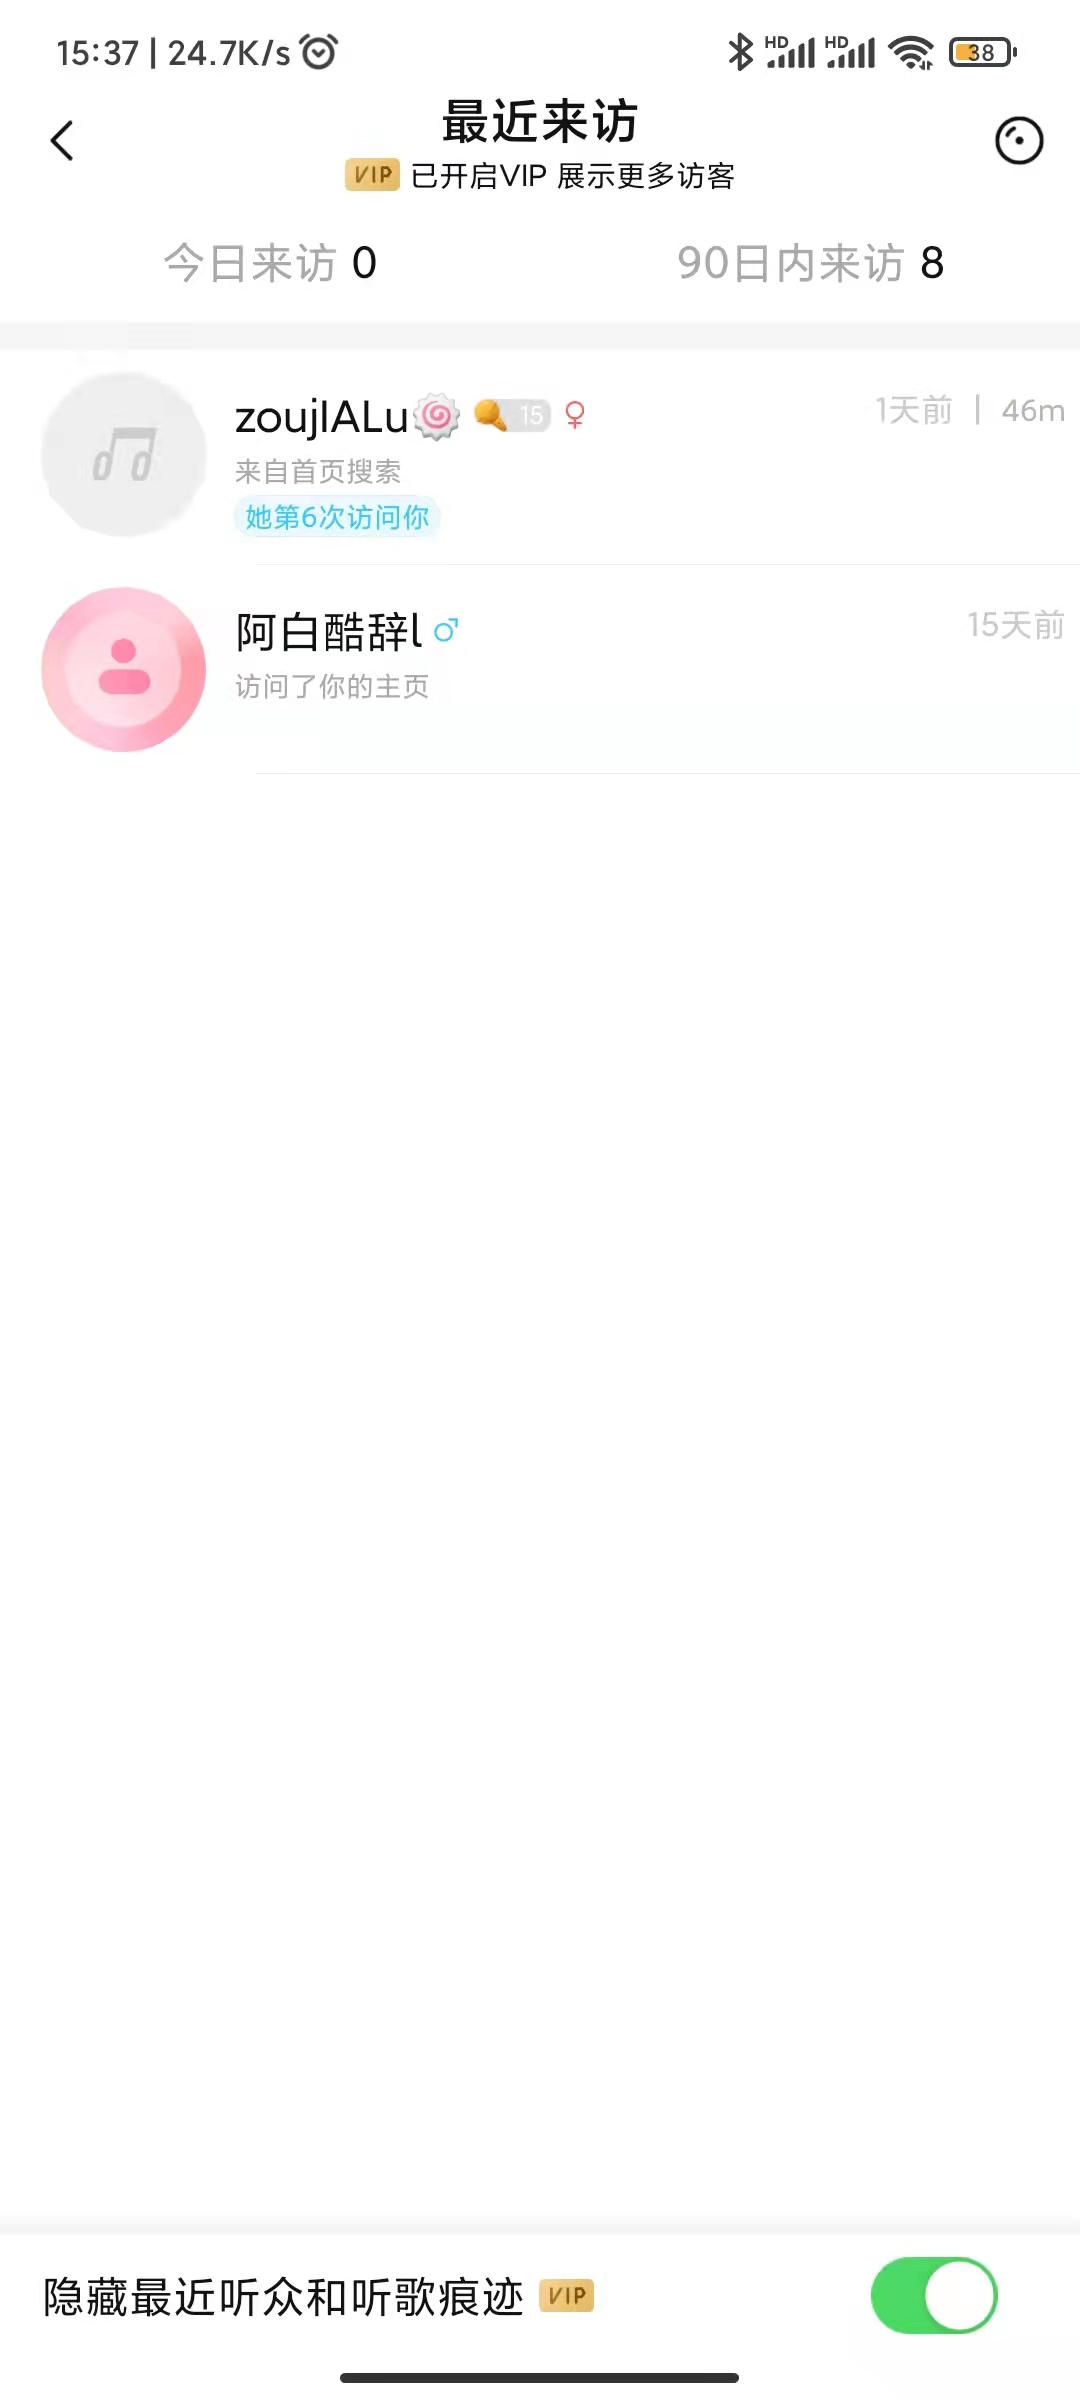 15:37 | 24.7K/s
HD HD 38
最近来访
VIP 已开启VIP 展示更多访客
今日来访 0
90日内来访 8
zoujIALu🍥 15 ♀
1天前 | 46m
来自首页搜索
她第6次访问你
阿白酷辞l ♂
15天前
访问了你的主页
隐藏最近听众和听歌痕迹 VIP